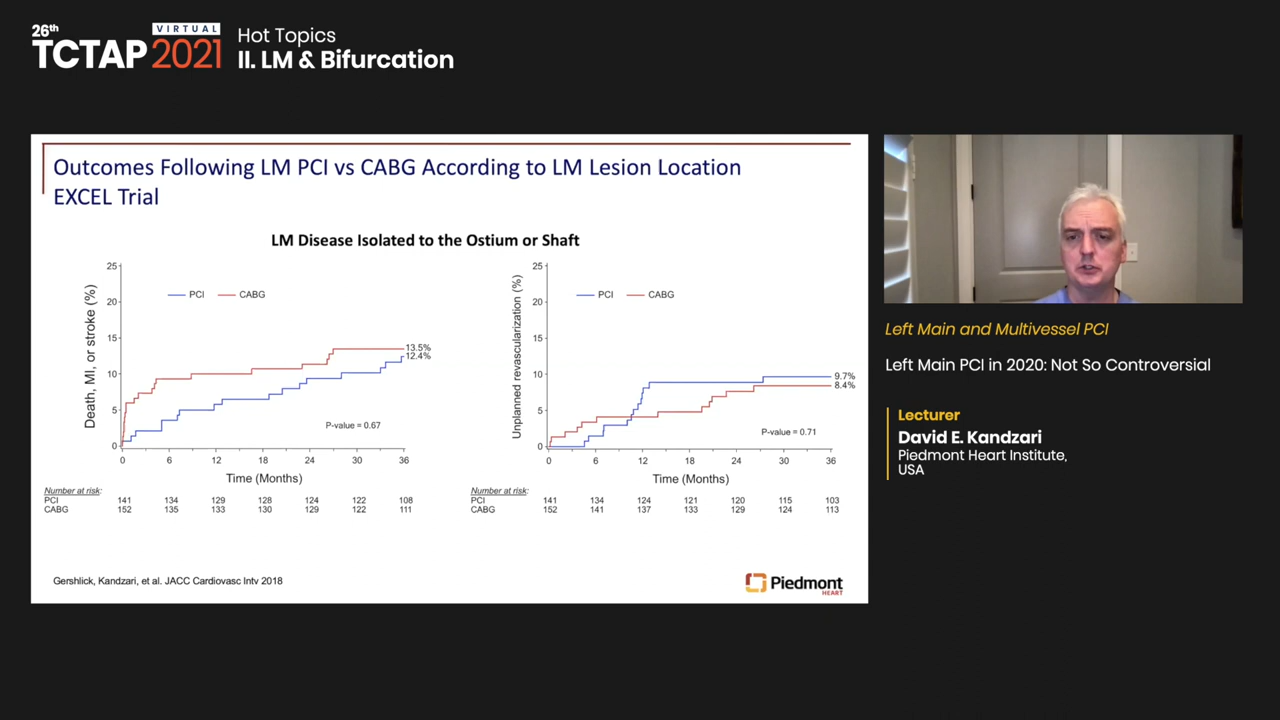 26th
VIRTUAL
TCTAP 2021
Hot Topics
II. LM & Bifurcation
Outcomes Following LM PCI vs CABG According to LM Lesion Location
EXCEL Trial
LM Disease Isolated to the Ostium or Shaft
Death, MI, or stroke (%)
25
20
15
10
5
0
PCI
CABG
13.5%
12.4%
P-value = 0.67
0 6 12 18 24 30 36
Time (Months)
Number at risk:
PCI 141 134 129 128 124 122 108
CABG 152 135 133 130 129 122 111
Unplanned revascularization (%)
25
20
15
10
5
0
PCI
CABG
9.7%
8.4%
P-value = 0.71
0 6 12 18 24 30 36
Time (Months)
Number at risk:
PCI 141 134 124 121 120 115 103
CABG 152 141 137 133 129 124 113
Gershlick, Kandzari, et al. JACC Cardiovasc Intv 2018
Piedmont
HEART
Left Main and Multivessel PCI
Left Main PCI in 2020: Not So Controversial
Lecturer
David E. Kandzari
Piedmont Heart Institute,
USA